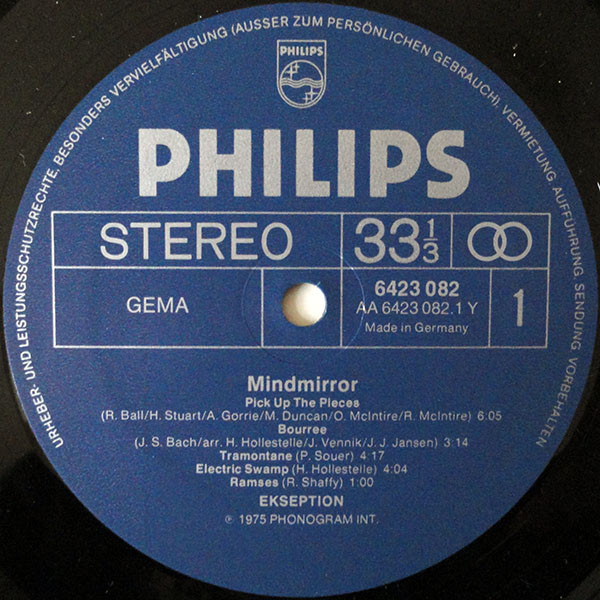 URHEBER- UND LEISTUNGSSCHUTZRECHTE, BESONDERS VERVIELFÄLTIGUNG (AUSSER ZUM PERSÖNLICHEN GEBRAUCH), VERMIETUNG, AUFFÜHRUNG, SENDUNG VORBEHALTEN
PHILIPS
PHILIPS
STEREO 33 1/3
GEMA
6423 082
AA 6423 082.1 Y
Made in Germany
1
Mindmirror
Pick Up The Pieces
(R. Ball/H. Stuart/A. Gorrie/M. Duncan/O. McIntire/R. McIntire) 6:05
Bourree
(J. S. Bach/arr. H. Hollestelle/J. Vennik/J. J. Jansen) 3:14
Tramontane (P. Souer) 4:17
Electric Swamp (H. Hollestelle) 4:04
Ramses (R. Shaffy) 1:00
EKSEPTION
℗ 1975 PHONOGRAM INT.